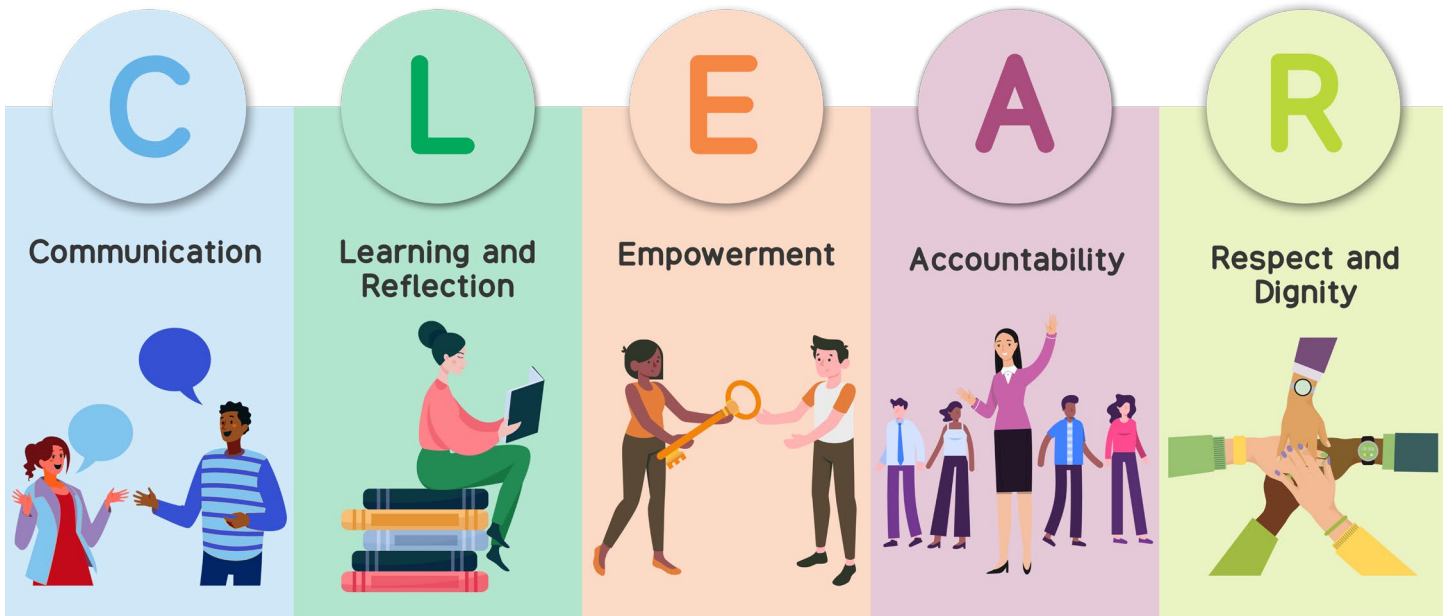 C
Communication
L
Learning and
Reflection
E
Empowerment
A
Accountability
R
Respect and
Dignity